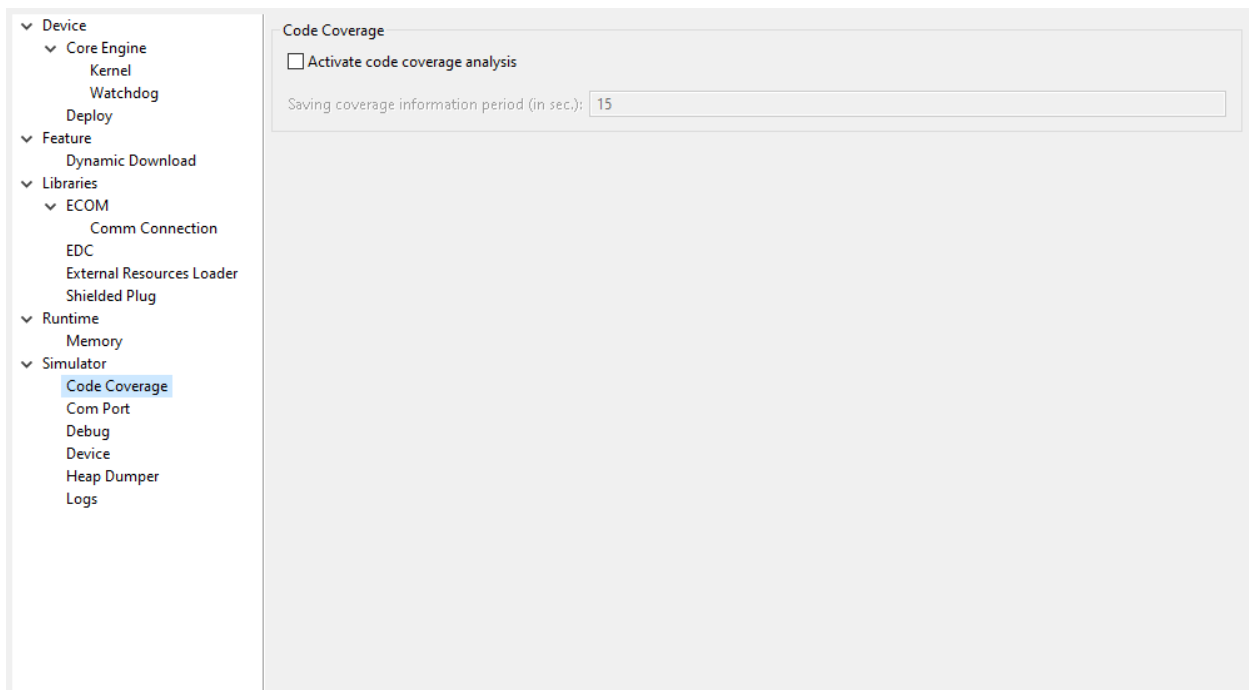 Device
Core Engine
Kernel
Watchdog
Deploy
Feature
Dynamic Download
Libraries
ECOM
Comm Connection
EDC
External Resources Loader
Shielded Plug
Runtime
Memory
Simulator
Code Coverage
Com Port
Debug
Device
Heap Dumper
Logs
Code Coverage
Activate code coverage analysis
Saving coverage information period (in sec.): 15